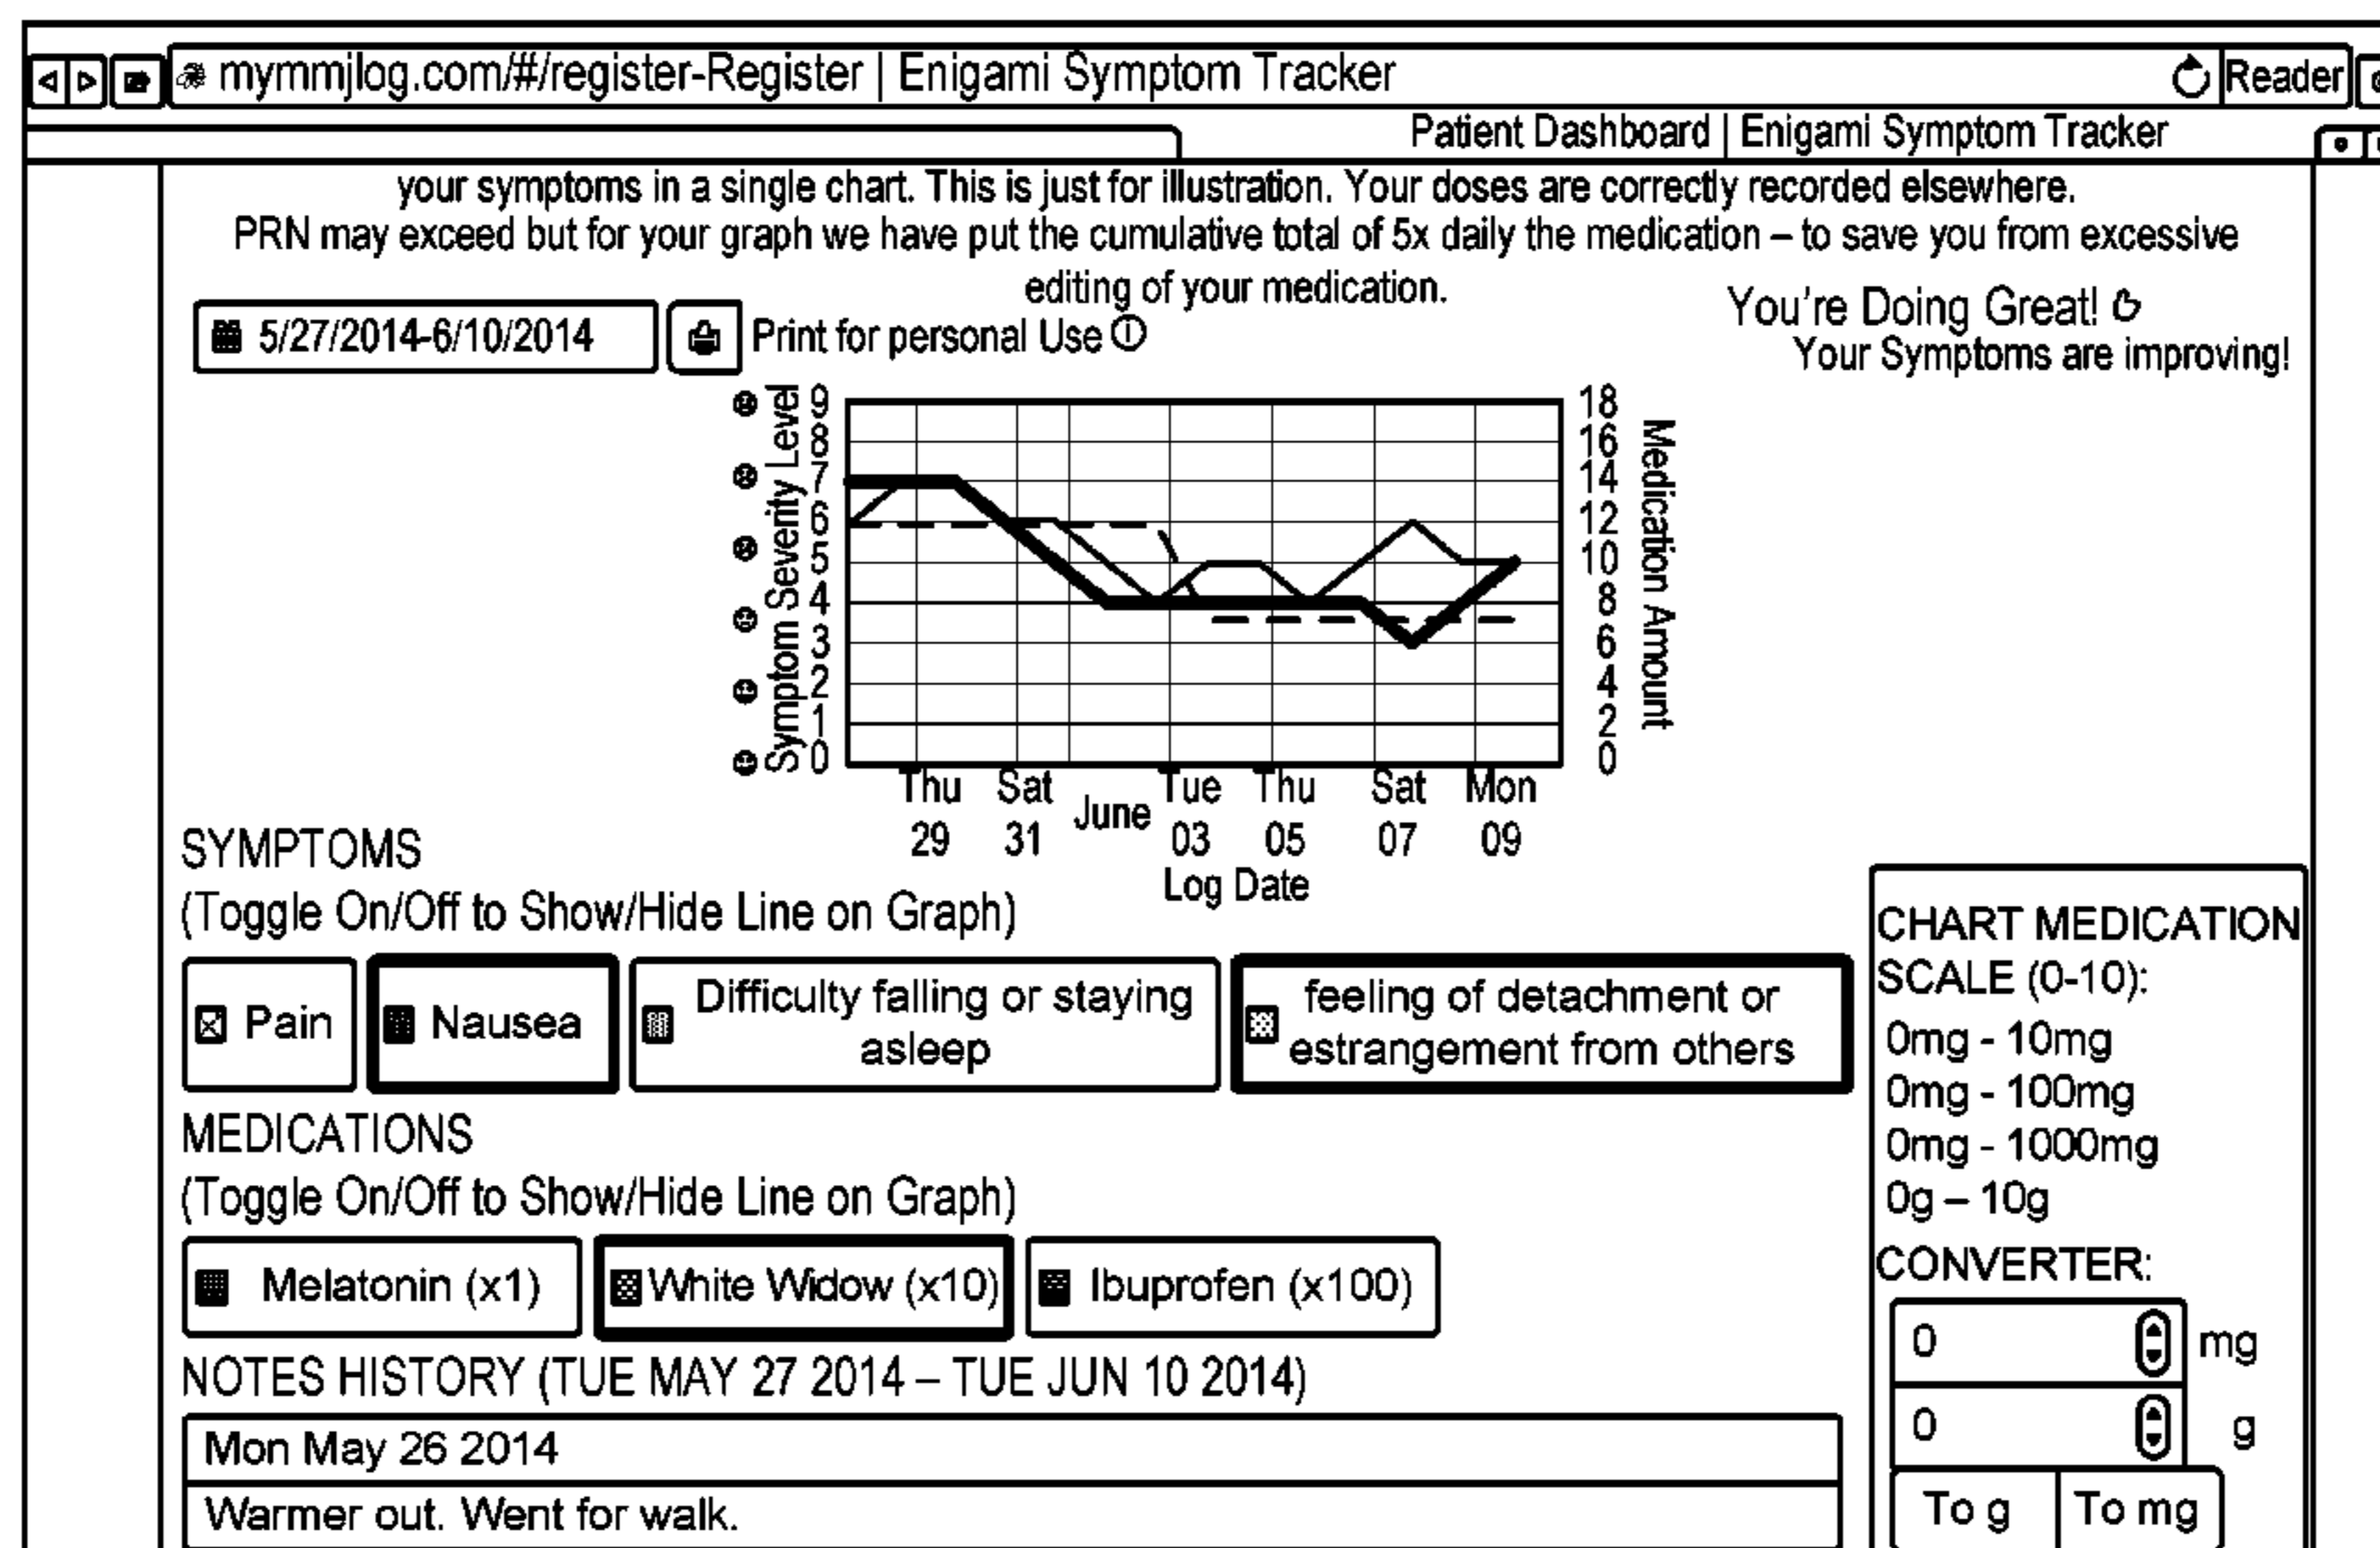 mymmjlog.com/#/register-Register | Enigami Symptom Tracker
Reader
Patient Dashboard | Enigami Symptom Tracker
your symptoms in a single chart. This is just for illustration. Your doses are correctly recorded elsewhere.
PRN may exceed but for your graph we have put the cumulative total of 5x daily the medication – to save you from excessive
editing of your medication.
5/27/2014-6/10/2014
Print for personal Use
You're Doing Great!
Your Symptoms are improving!
Symptom Severity Level
9
8
7
6
5
4
3
2
1
0
18
16
14
12
10
8
6
4
2
0
Medication Amount
Thu Sat Tue Thu Sat Mon
June
29 31 03 05 07 09
Log Date
SYMPTOMS
(Toggle On/Off to Show/Hide Line on Graph)
Pain
Nausea
Difficulty falling or staying
asleep
feeling of detachment or
estrangement from others
MEDICATIONS
(Toggle On/Off to Show/Hide Line on Graph)
Melatonin (x1)
White Widow (x10)
Ibuprofen (x100)
NOTES HISTORY (TUE MAY 27 2014 – TUE JUN 10 2014)
Mon May 26 2014
Warmer out. Went for walk.
CHART MEDICATION
SCALE (0-10):
0mg - 10mg
0mg - 100mg
0mg - 1000mg
0g – 10g
CONVERTER:
0 mg
0 g
To g To mg